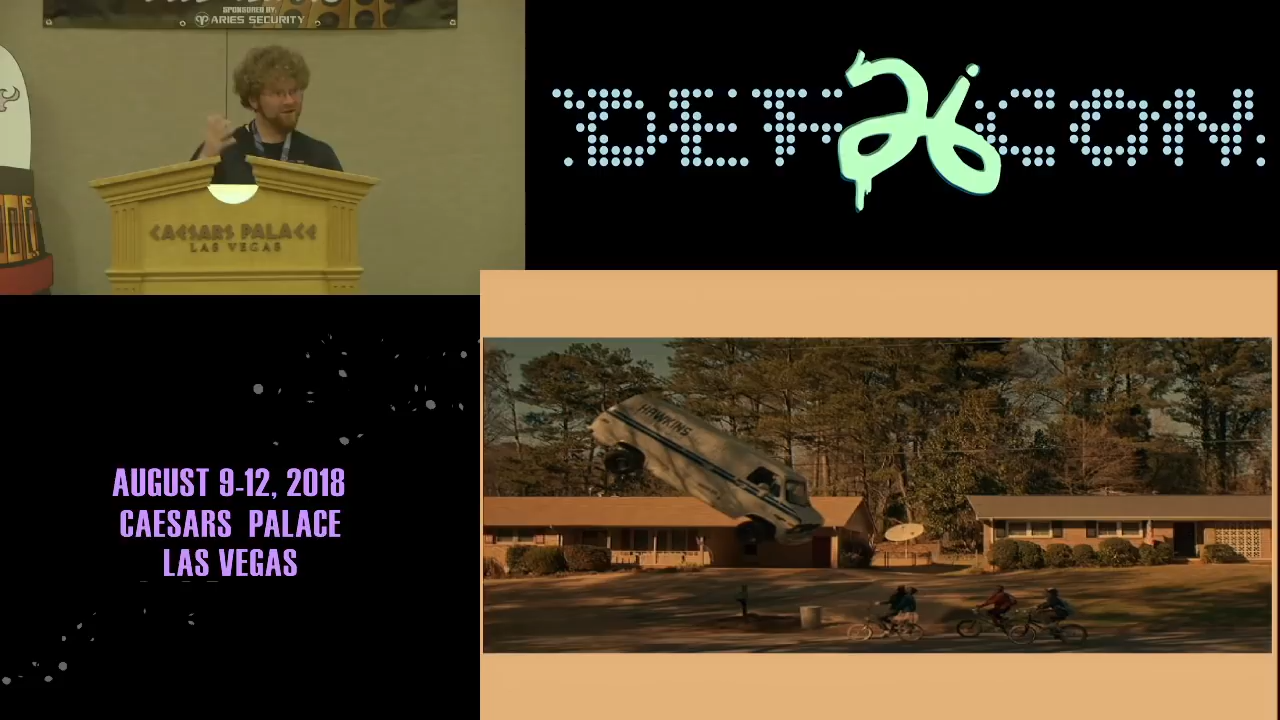 SPONSORED BY:
ARIES SECURITY
CAESARS PALACE
LAS VEGAS
DEF 26 CON
HAWKINS
AUGUST 9-12, 2018
CAESARS PALACE
LAS VEGAS